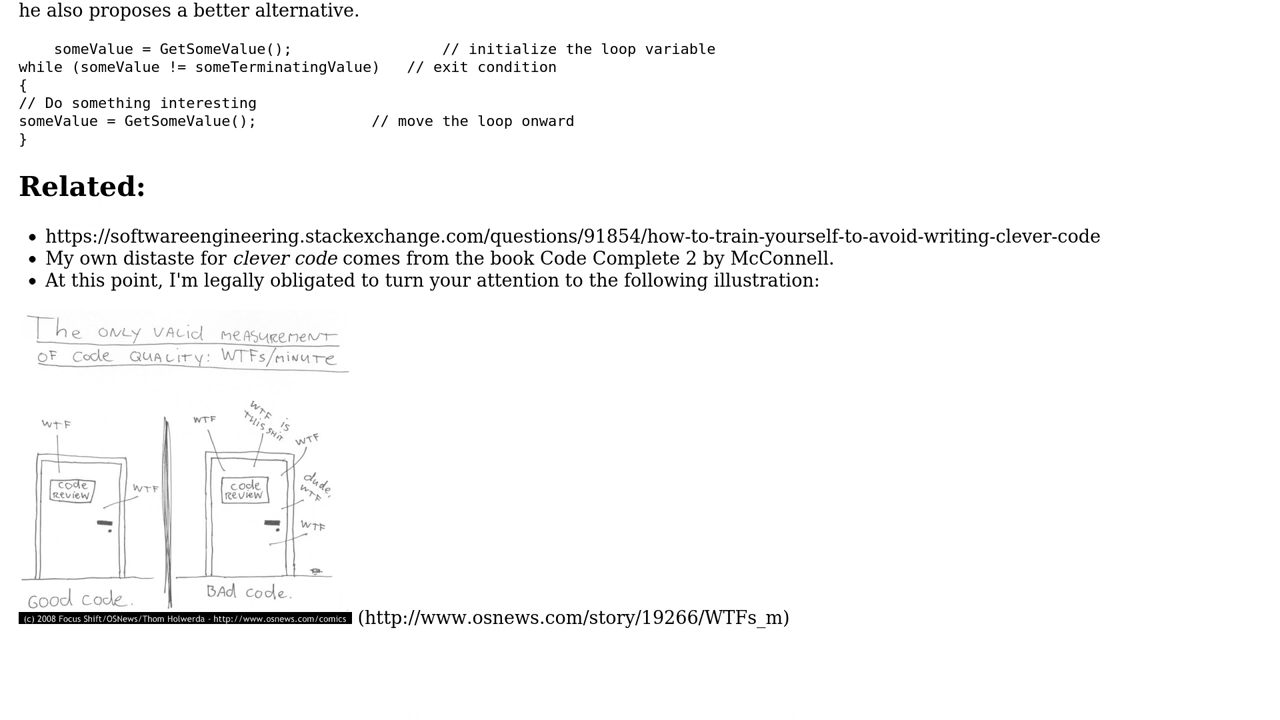 he also proposes a better alternative.
someValue = GetSomeValue(); // initialize the loop variable
while (someValue != someTerminatingValue) // exit condition
{
// Do something interesting
someValue = GetSomeValue(); // move the loop onward
}
Related:
• https://softwareengineering.stackexchange.com/questions/91854/how-to-train-yourself-to-avoid-writing-clever-code
• My own distaste for clever code comes from the book Code Complete 2 by McConnell.
• At this point, I'm legally obligated to turn your attention to the following illustration:
The ONLY VALID MEASUREMENT
OF Code QUALITY: WTFs/MINUTE
WTF
code
REVIEW
WTF
GOOD code.
WTF
WTF IS
THIS SHIT
WTF
code
REVIEW
dude,
WTF
WTF
BAd code.
(c) 2008 Focus Shift/OSNews/Thom Holwerda - http://www.osnews.com/comics
(http://www.osnews.com/story/19266/WTFs_m)